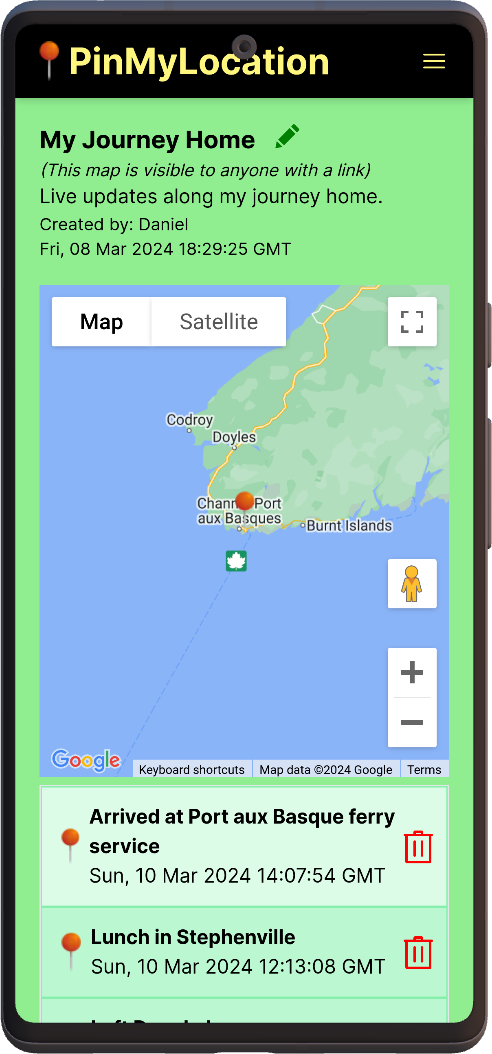 PinMyLocation
My Journey Home
(This map is visible to anyone with a link)
Live updates along my journey home.
Created by: Daniel
Fri, 08 Mar 2024 18:29:25 GMT
Map
Satellite
Codroy
Doyles
Port
aux Basques
Burnt Islands
Google
Keyboard shortcuts
Map data ©2024 Google
Terms
Arrived at Port aux Basque ferry
service
Sun, 10 Mar 2024 14:07:54 GMT
Lunch in Stephenville
Sun, 10 Mar 2024 12:13:08 GMT